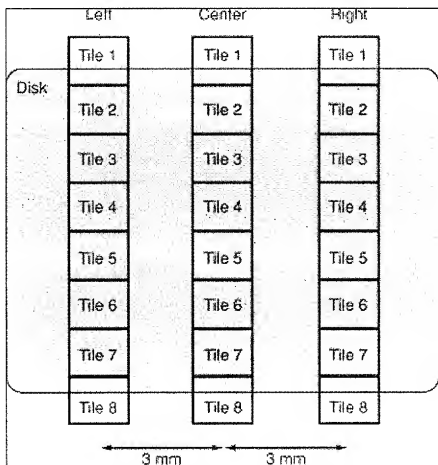 Left Center Right
Tile 1 Tile 1 Tile 1
Disk
Tile 2 Tile 2 Tile 2
Tile 3 Tile 3 Tile 3
Tile 4 Tile 4 Tile 4
Tile 5 Tile 5 Tile 5
Tile 6 Tile 6 Tile 6
Tile 7 Tile 7 Tile 7
Tile 8 Tile 8 Tile 8
3 mm 3 mm